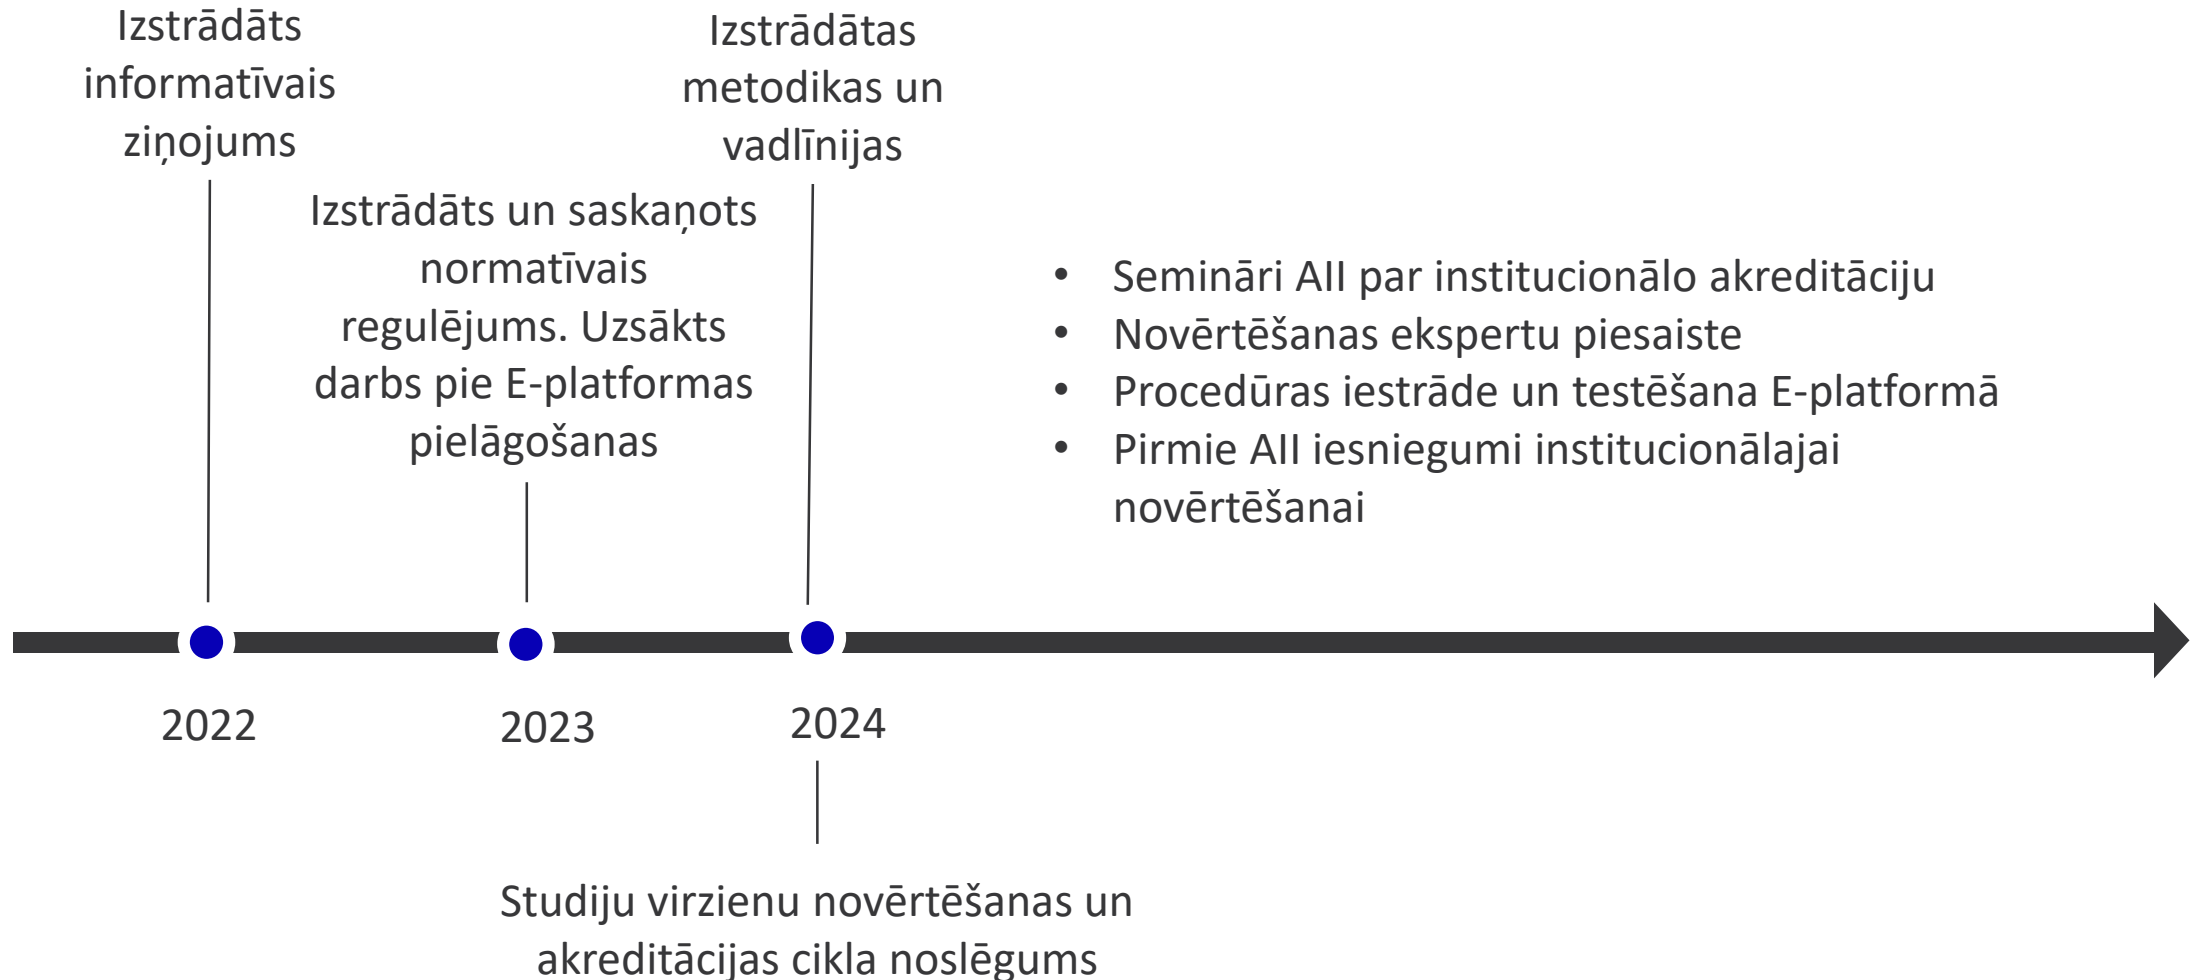 Izstrādāts
informatīvais
ziņojums
Izstrādāts un saskaņots
normatīvais
regulējums. Uzsākts
darbs pie E-platformas
pielāgošanas
Izstrādātas
metodikas un
vadlīnijas
• Semināri AII par institucionālo akreditāciju
• Novērtēšanas ekspertu piesaiste
• Procedūras iestrāde un testēšana E-platformā
• Pirmie AII iesniegumi institucionālajai
novērtēšanai
2022
2023
2024
Studiju virzienu novērtēšanas un
akreditācijas cikla noslēgums